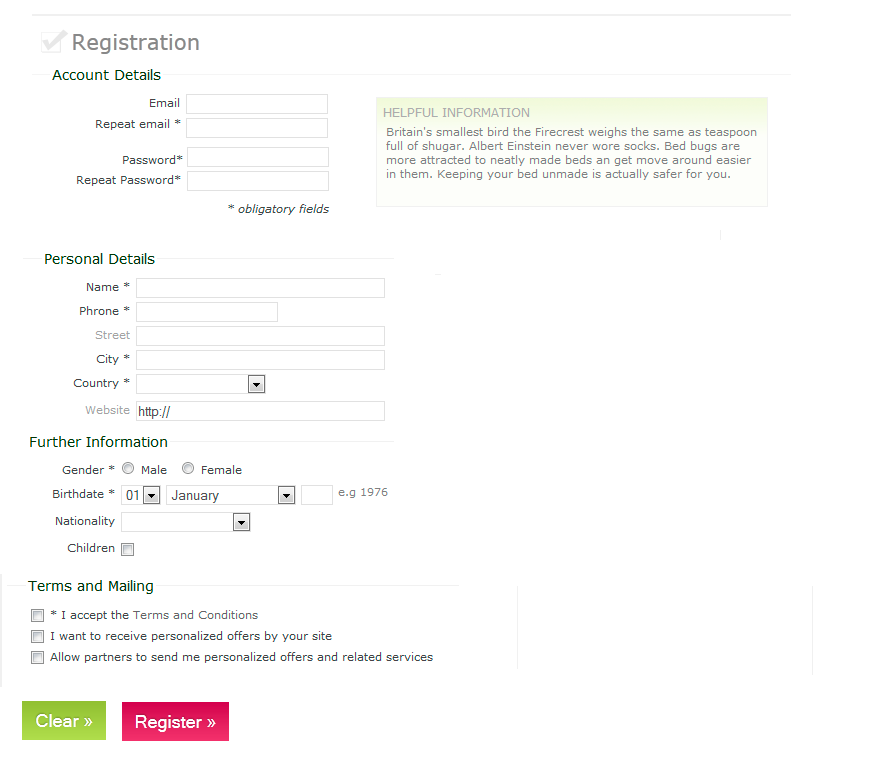 Registration
Account Details
Email
Repeat email *
Password*
Repeat Password*
* obligatory fields
HELPFUL INFORMATION
Britain's smallest bird the Firecrest weighs the same as teaspoon
full of shugar. Albert Einstein never wore socks. Bed bugs are
more attracted to neatly made beds an get move around easier
in them. Keeping your bed unmade is actually safer for you.
Personal Details
Name *
Phrone *
Street
City *
Country *
Website http://
Further Information
Gender * Male Female
Birthdate * 01 January e.g 1976
Nationality
Children
Terms and Mailing
* I accept the Terms and Conditions
I want to receive personalized offers by your site
Allow partners to send me personalized offers and related services
Clear » Register »